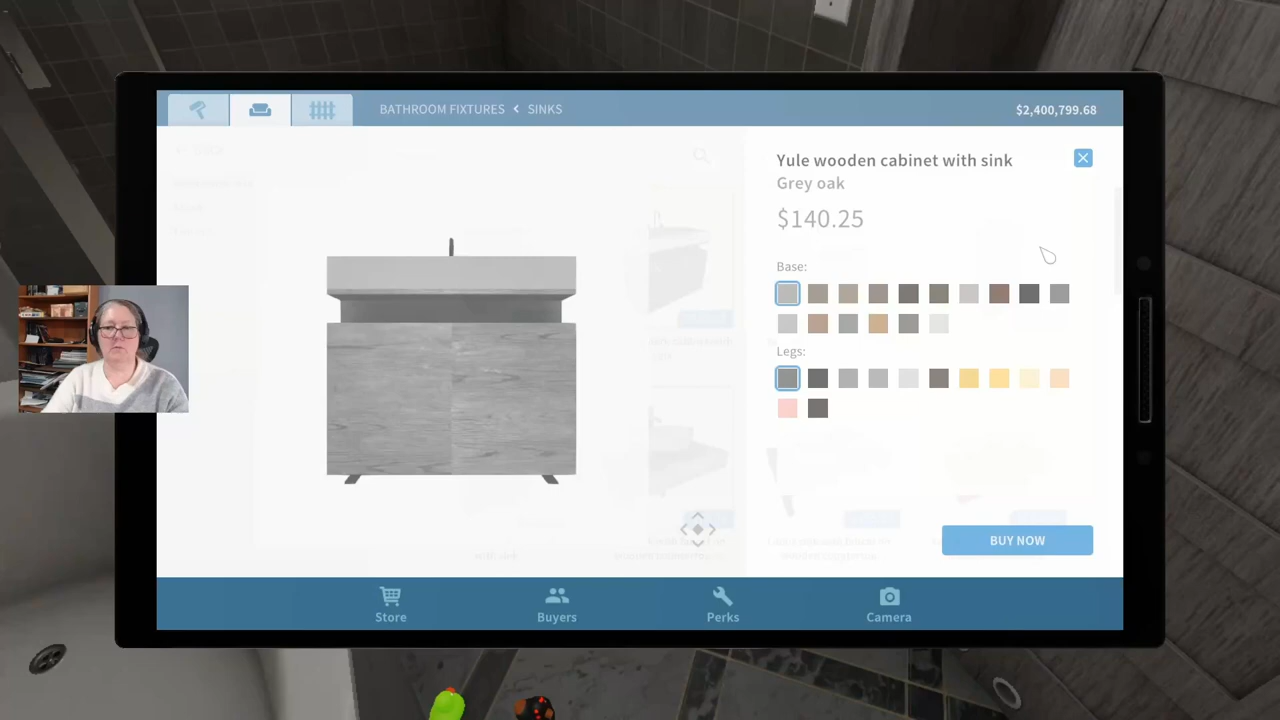 BATHROOM FIXTURES < SINKS
$2,400,799.68
Yule wooden cabinet with sink
Grey oak
$140.25
Base:
Legs:
BUY NOW
Store
Buyers
Perks
Camera